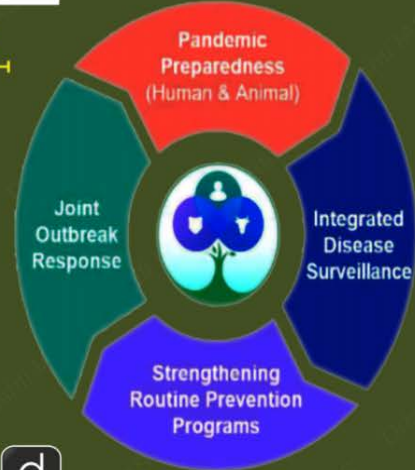 Pandemic
Preparedness
(Human & Animal)
Integrated
Disease
Surveillance
Strengthening
Routine Prevention
Programs
Joint
Outbreak
Response
d